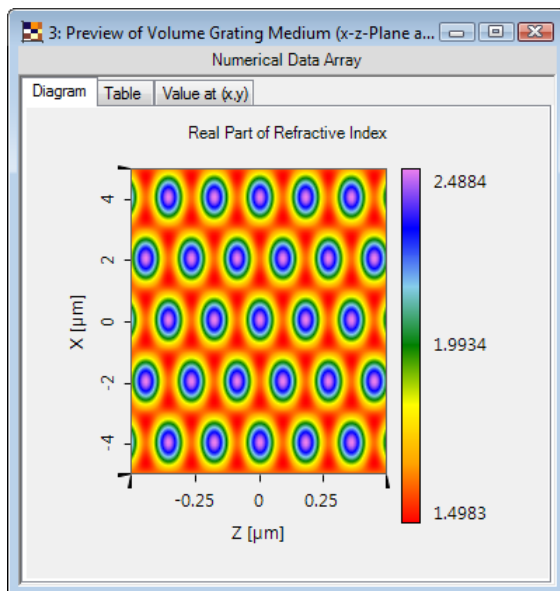 3: Preview of Volume Grating Medium (x-z-Plane a...
Numerical Data Array
Diagram Table Value at (x,y)
Real Part of Refractive Index
2.4884
1.9934
1.4983
4
2
0
-2
-4
X [µm]
-0.25 0 0.25
Z [µm]